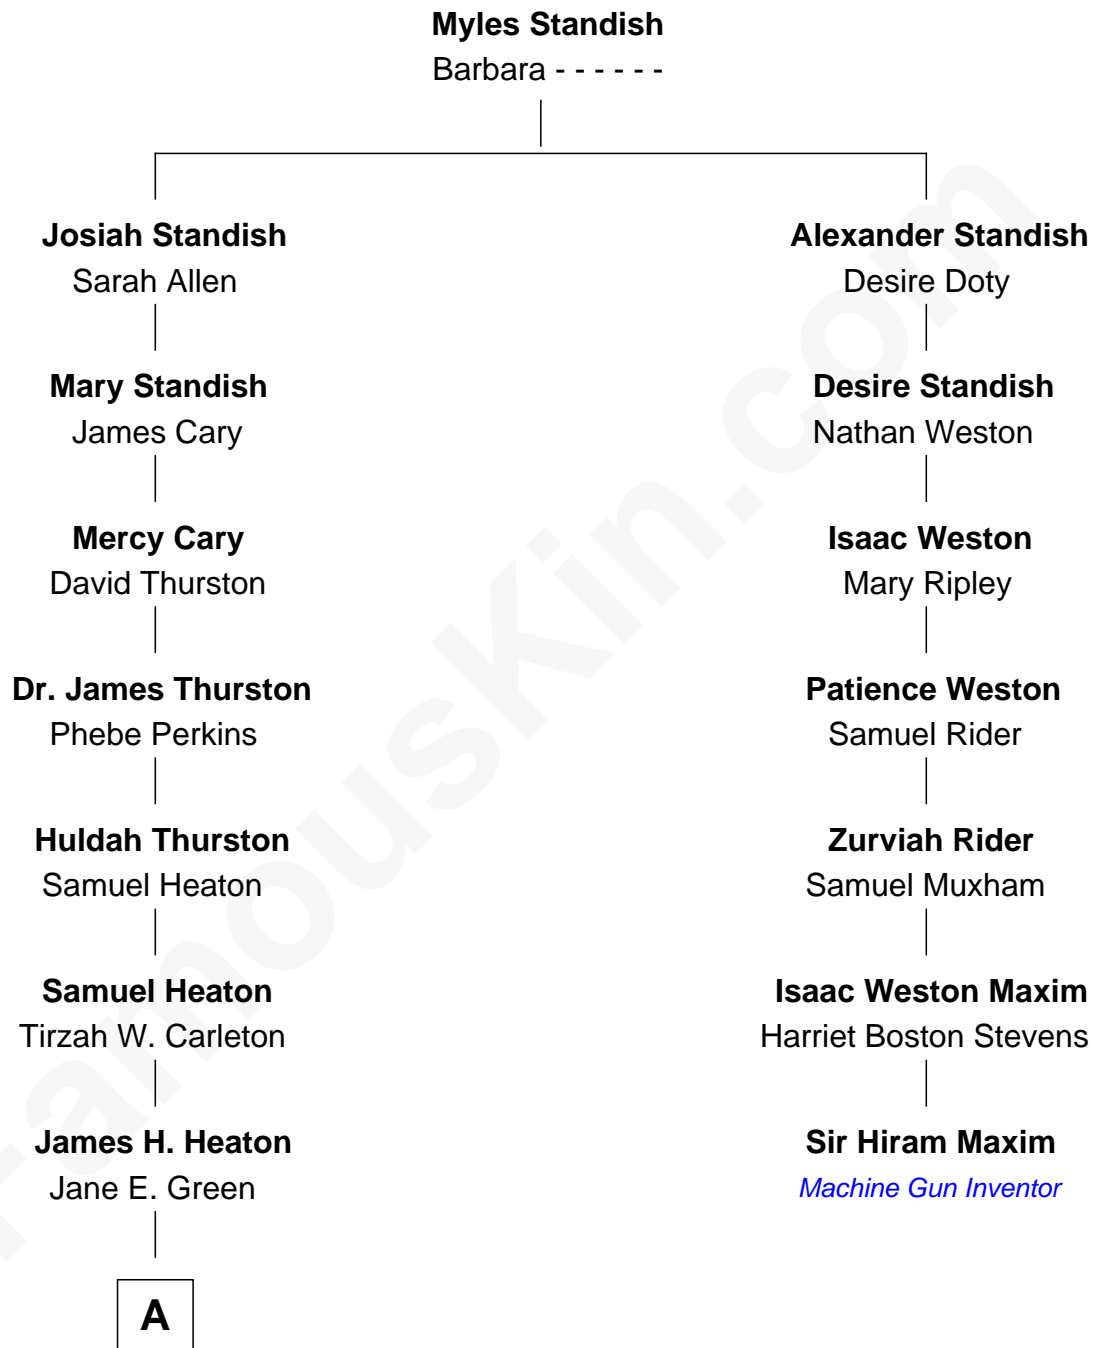 Myles Standish
Barbara - - - - - -
Josiah Standish
Sarah Allen
Alexander Standish
Desire Doty
Mary Standish
James Cary
Desire Standish
Nathan Weston
Mercy Cary
David Thurston
Isaac Weston
Mary Ripley
Dr. James Thurston
Phebe Perkins
Patience Weston
Samuel Rider
Huldah Thurston
Samuel Heaton
Zurviah Rider
Samuel Muxham
Samuel Heaton
Tirzah W. Carleton
Isaac Weston Maxim
Harriet Boston Stevens
James H. Heaton
Jane E. Green
Sir Hiram Maxim
Machine Gun Inventor
A
FamousKin.com